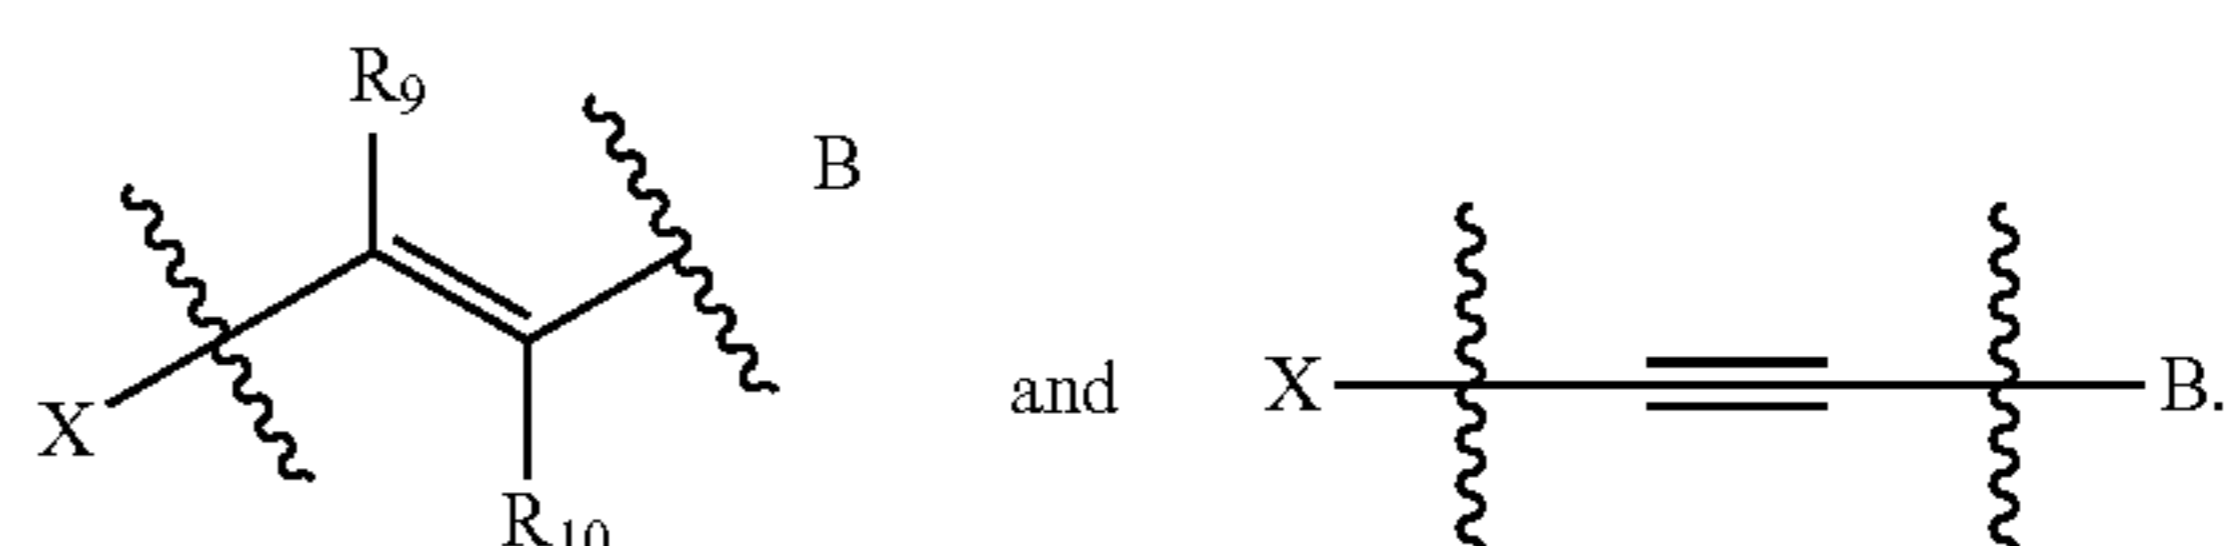 R₉
B
X
R₁₀
and
X
B.